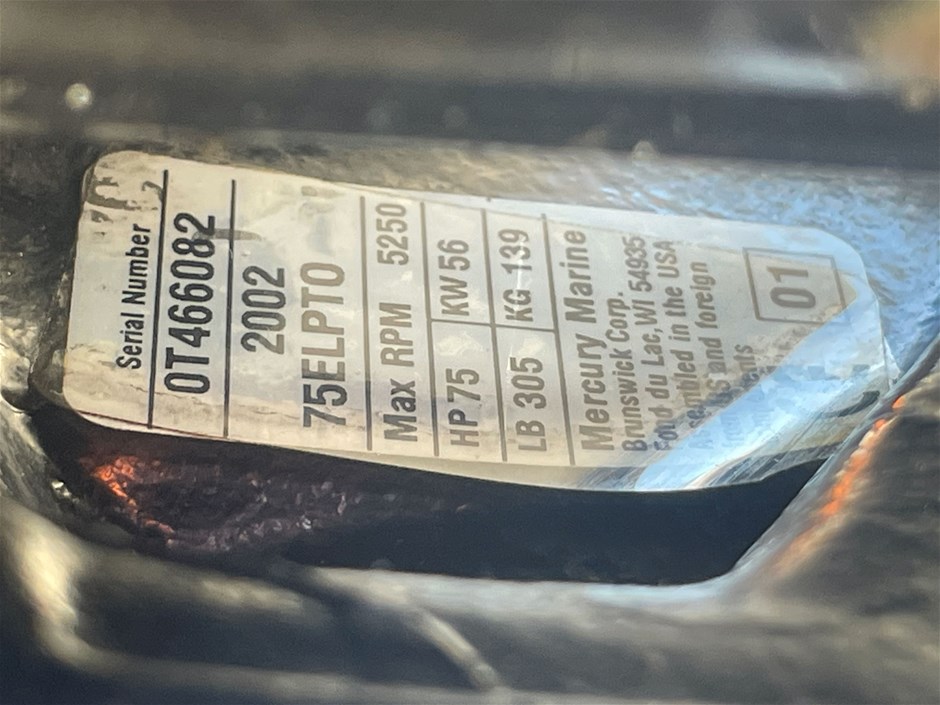 Serial Number
0T466082
2002
75ELPTO
Max RPM 5250
HP 75 KW 56
LB 305 KG 139
Mercury Marine
Brunswick Corp.
Fond du Lac, WI 54935
Assembled in the USA
US and foreign
01